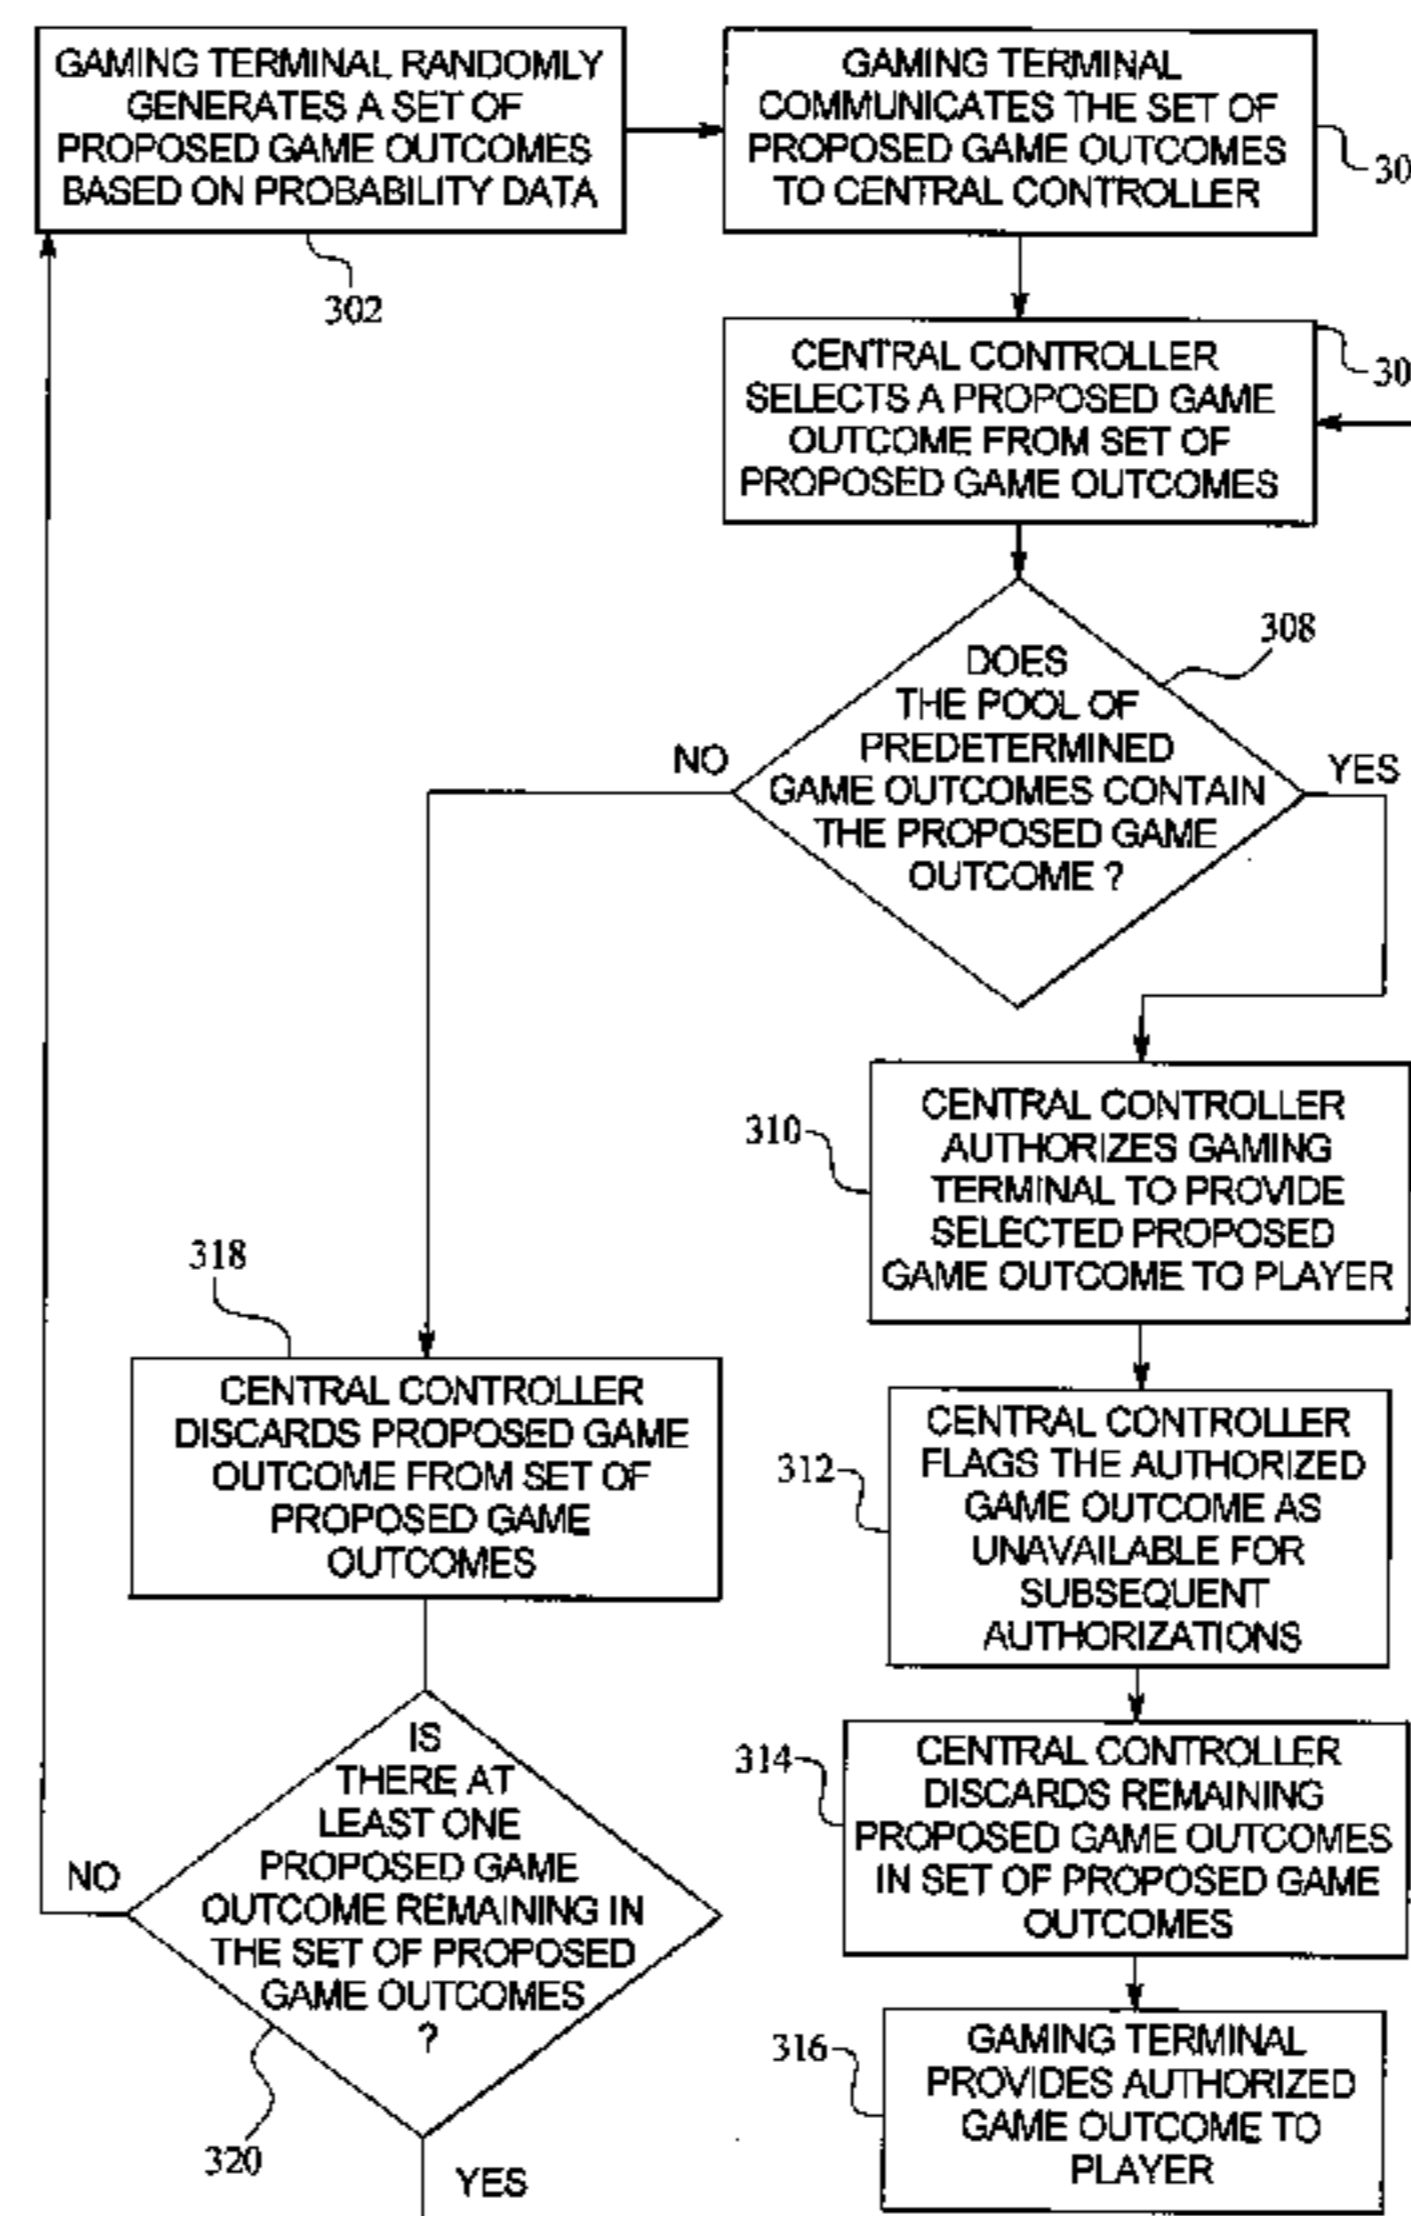 GAMING TERMINAL RANDOMLY
GENERATES A SET OF
PROPOSED GAME OUTCOMES
BASED ON PROBABILITY DATA
302
GAMING TERMINAL
COMMUNICATES THE SET OF
PROPOSED GAME OUTCOMES
TO CENTRAL CONTROLLER
30
CENTRAL CONTROLLER
SELECTS A PROPOSED GAME
OUTCOME FROM SET OF
PROPOSED GAME OUTCOMES
30
DOES
THE POOL OF
PREDETERMINED
GAME OUTCOMES CONTAIN
THE PROPOSED GAME
OUTCOME ?
308
NO
YES
CENTRAL CONTROLLER
AUTHORIZES GAMING
TERMINAL TO PROVIDE
SELECTED PROPOSED
GAME OUTCOME TO PLAYER
310
CENTRAL CONTROLLER
FLAGS THE AUTHORIZED
GAME OUTCOME AS
UNAVAILABLE FOR
SUBSEQUENT
AUTHORIZATIONS
312
CENTRAL CONTROLLER
DISCARDS REMAINING
PROPOSED GAME OUTCOMES
IN SET OF PROPOSED GAME
OUTCOMES
314
GAMING TERMINAL
PROVIDES AUTHORIZED
GAME OUTCOME TO
PLAYER
316
318
CENTRAL CONTROLLER
DISCARDS PROPOSED GAME
OUTCOME FROM SET OF
PROPOSED GAME
OUTCOMES
IS
THERE AT
LEAST ONE
PROPOSED GAME
OUTCOME REMAINING IN
THE SET OF PROPOSED
GAME OUTCOMES
?
NO
320
YES